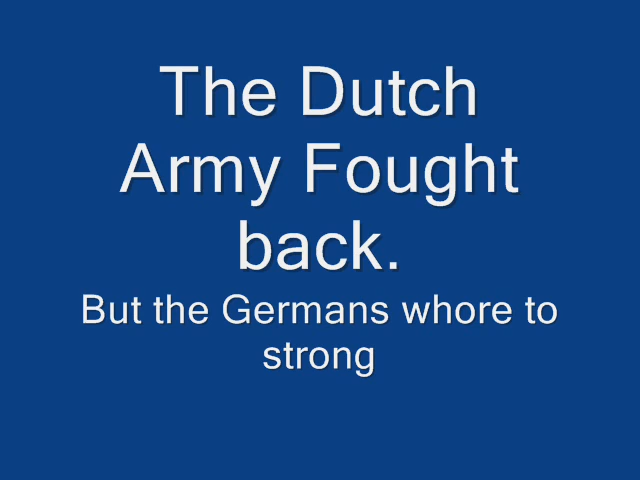 The Dutch
Army Fought
back.
But the Germans whore to
strong